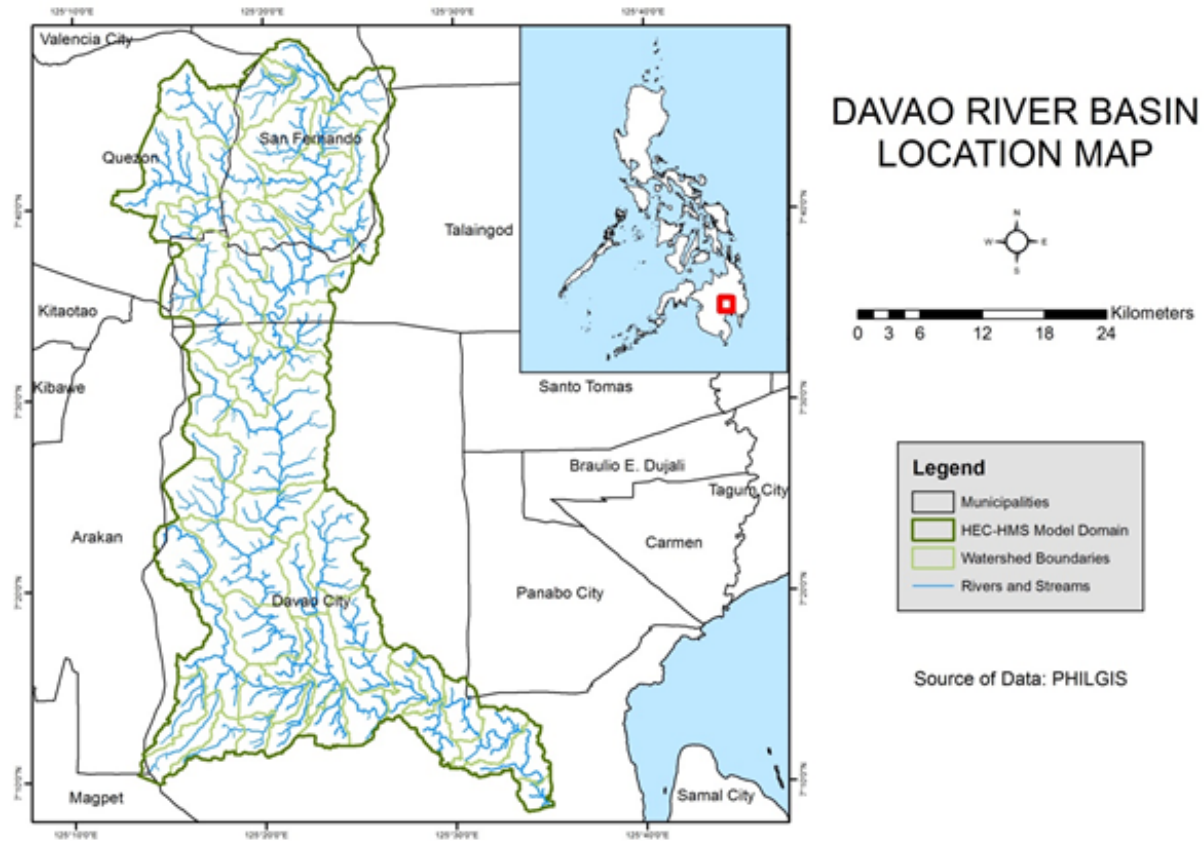 125°10'0"E
125°20'0"E
125°30'0"E
125°40'0"E
Valencia City
San Fernando
Quezon
7°40'0"N
7°40'0"N
Talaingod
Kitaotao
Kibawe
7°30'0"N
7°30'0"N
Santo Tomas
Braulio E. Dujali
Tagum City
Arakan
Carmen
7°20'0"N
7°20'0"N
Panabo City
Davao City
7°10'0"N
7°10'0"N
Magpet
Samal City
125°10'0"E
125°20'0"E
125°30'0"E
125°40'0"E
DAVAO RIVER BASIN
LOCATION MAP
N
W E
S
Kilometers
0 3 6 12 18 24
Legend
Municipalities
HEC-HMS Model Domain
Watershed Boundaries
Rivers and Streams
Source of Data: PHILGIS